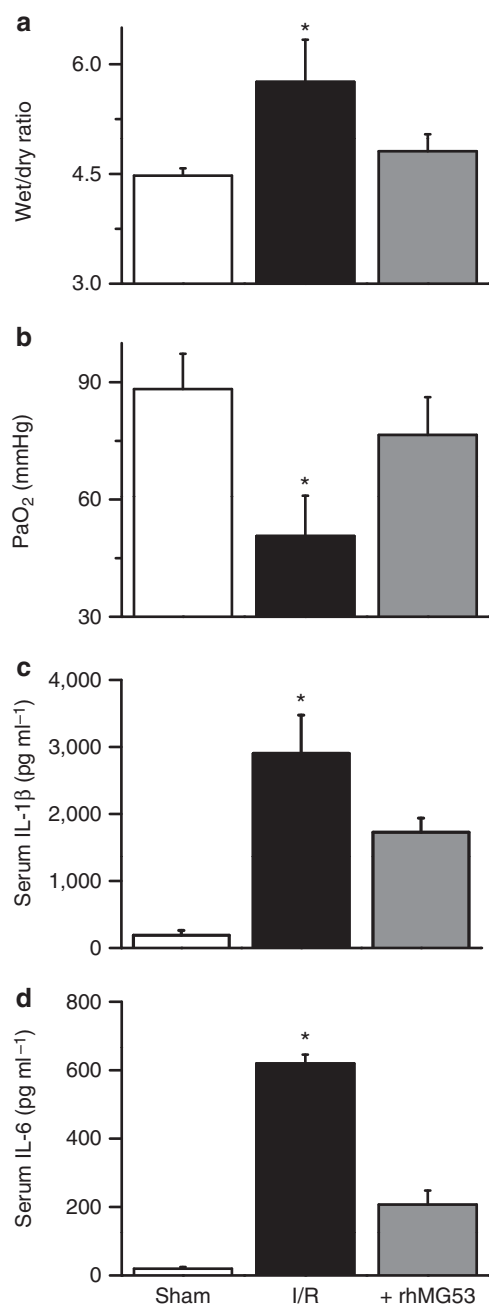 a
*
6.0
4.5
3.0
Wet/dry ratio
b
90
60
30
PaO₂ (mmHg)
*
c
4,000
3,000
2,000
1,000
0
Serum IL-1β (pg ml⁻¹)
*
d
800
600
400
200
0
Serum IL-6 (pg ml⁻¹)
*
Sham I/R + rhMG53